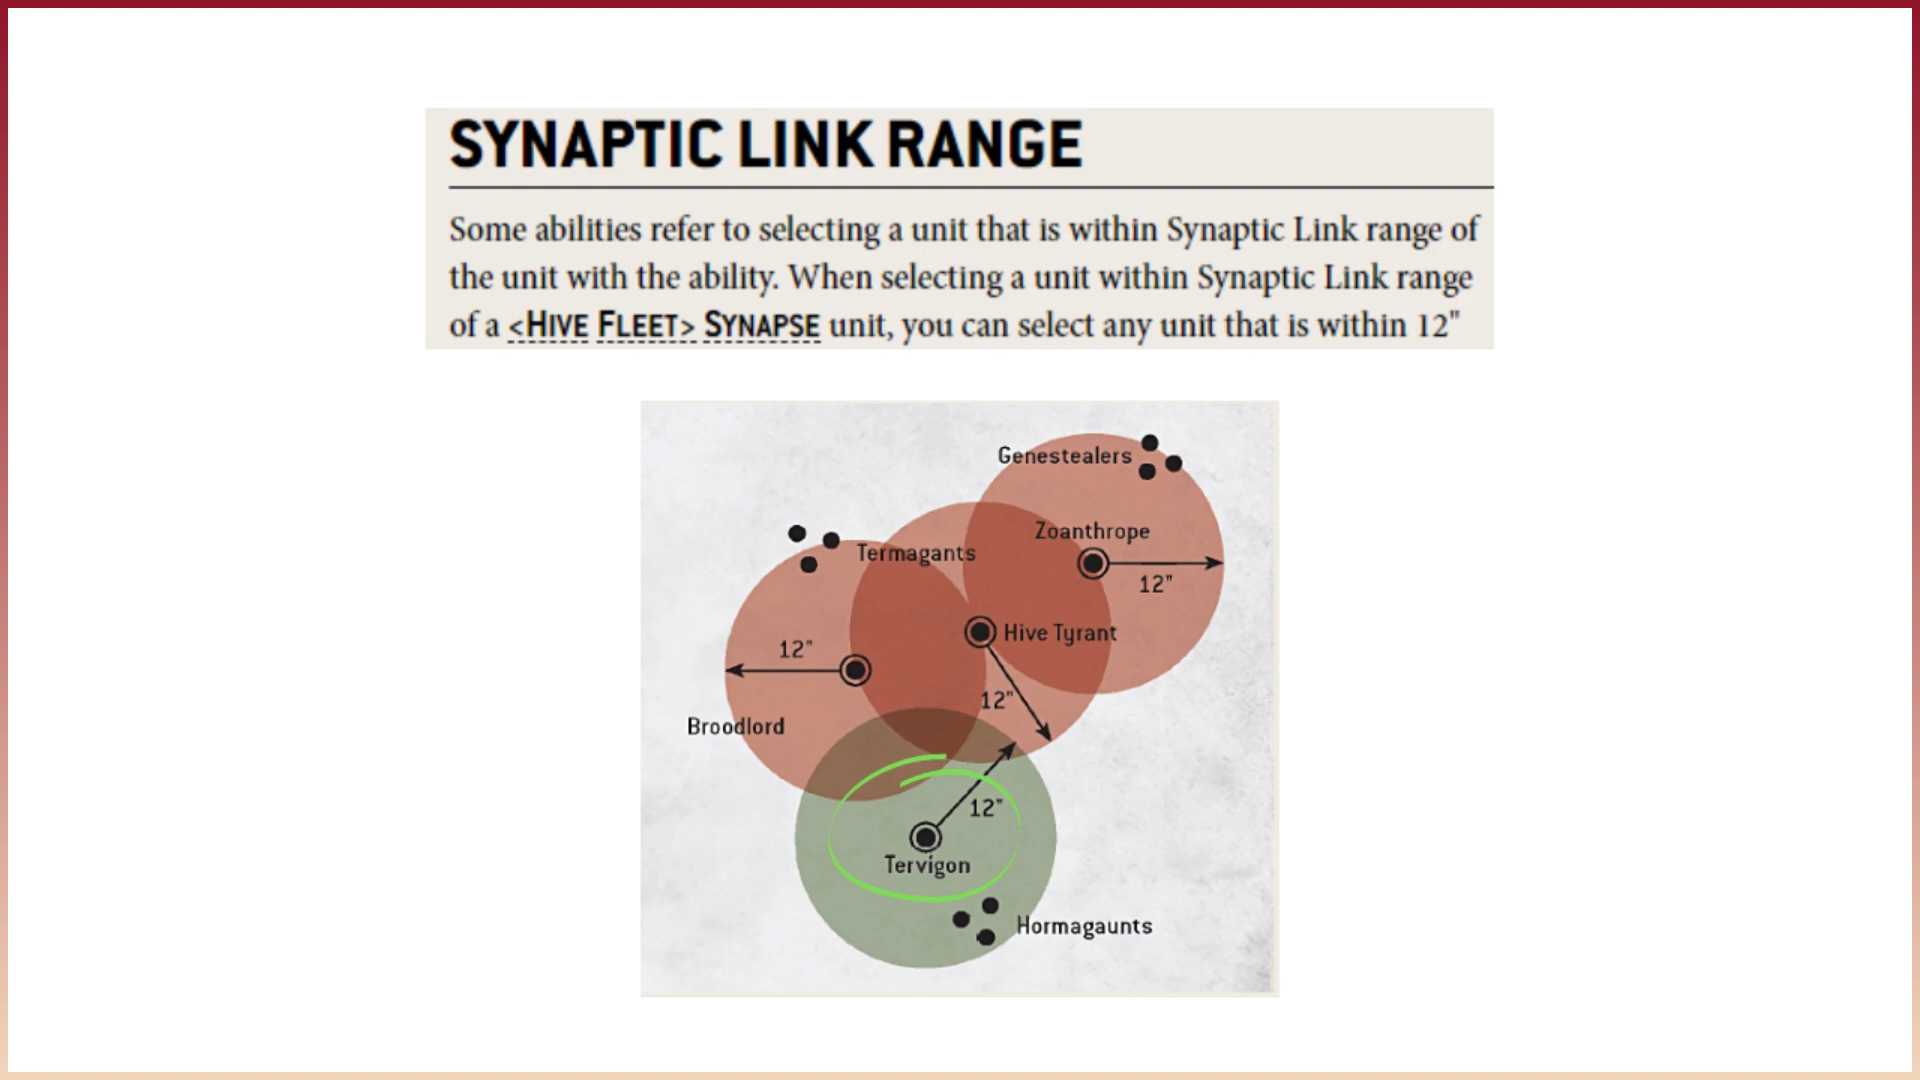 SYNAPTIC LINK RANGE
Some abilities refer to selecting a unit that is within Synaptic Link range of
the unit with the ability. When selecting a unit within Synaptic Link range
of a <HIVE FLEET> SYNAPSE unit, you can select any unit that is within 12"
Genestealers
Zoanthrope
12"
Termagants
Hive Tyrant
12"
12"
Broodlord
12"
Tervigon
Hormagaunts